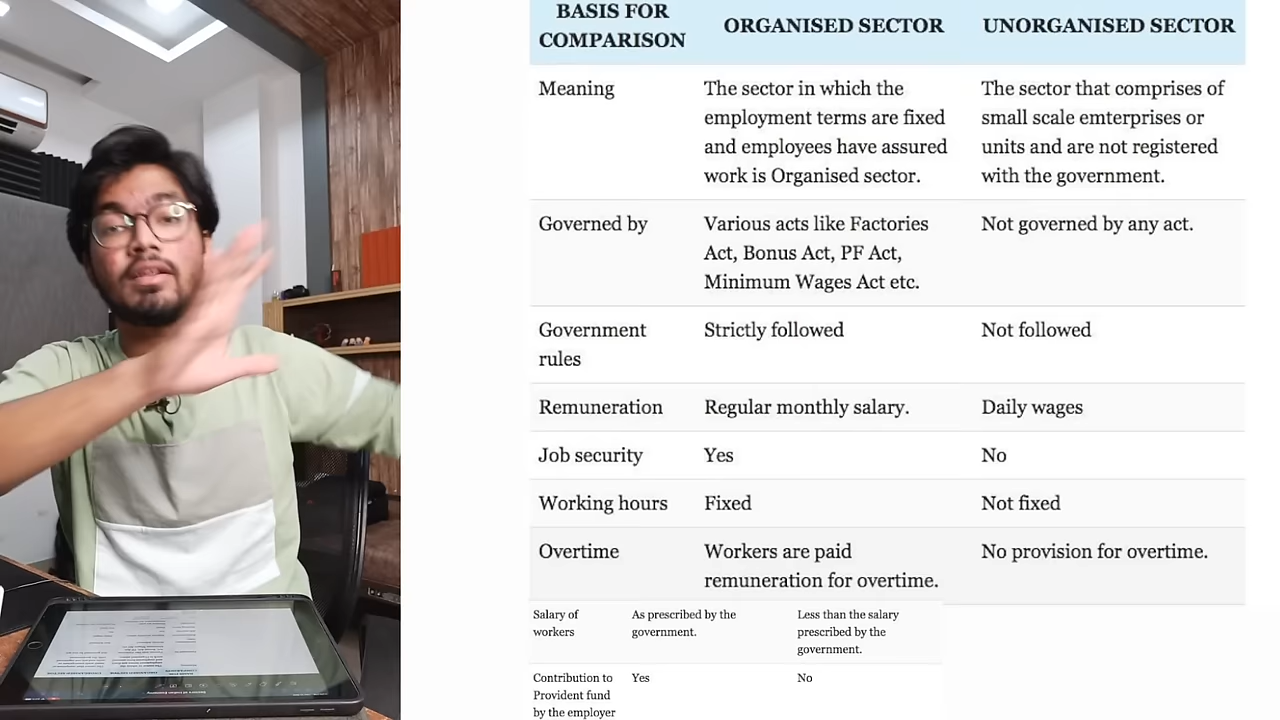 BASIS FOR COMPARISON ORGANISED SECTOR UNORGANISED SECTOR
Meaning
The sector in which the
employment terms are fixed
and employees have assured
work is Organised sector.
The sector that comprises of
small scale emterprises or
units and are not registered
with the government.
Governed by
Various acts like Factories
Act, Bonus Act, PF Act,
Minimum Wages Act etc.
Not governed by any act.
Government
rules
Strictly followed
Not followed
Remuneration
Regular monthly salary.
Daily wages
Job security
Yes
No
Working hours
Fixed
Not fixed
Overtime
Workers are paid
remuneration for overtime.
No provision for overtime.
Salary of
workers
As prescribed by the
government.
Less than the salary
prescribed by the
government.
Contribution to
Provident fund
by the employer
Yes
No